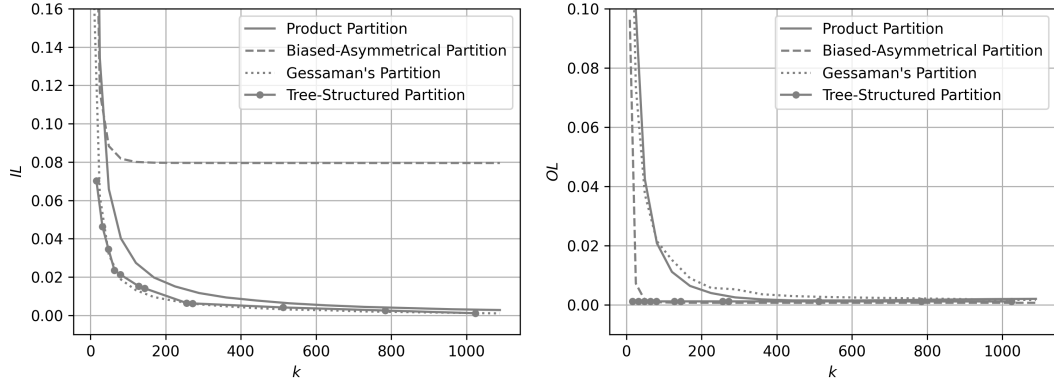 0.16
0.14
0.12
0.10
0.08
0.06
0.04
0.02
0.00
IL
0
200
400
600
800
1000
k
Product Partition
Biased-Asymmetrical Partition
Gessaman's Partition
Tree-Structured Partition
0.10
0.08
0.06
0.04
0.02
0.00
OL
0
200
400
600
800
1000
k
Product Partition
Biased-Asymmetrical Partition
Gessaman's Partition
Tree-Structured Partition